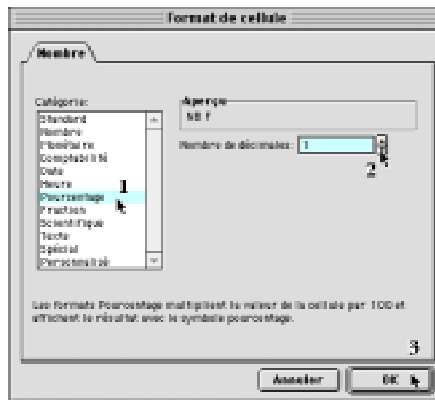 Format de cellule
Nombre
Catégorie:
Standard
Nombre
Monétaire
Comptabilité
Date
Heure
Pourcentage
Fraction
Scientifique
Texte
Spécial
Personnalisé
1
Aperçu
NB F
Nombre de décimales: 1
2
Les formats Pourcentage multiplient la valeur de la cellule par 100 et
affichent le résultat avec le symbole pourcentage.
3
Annuler OK